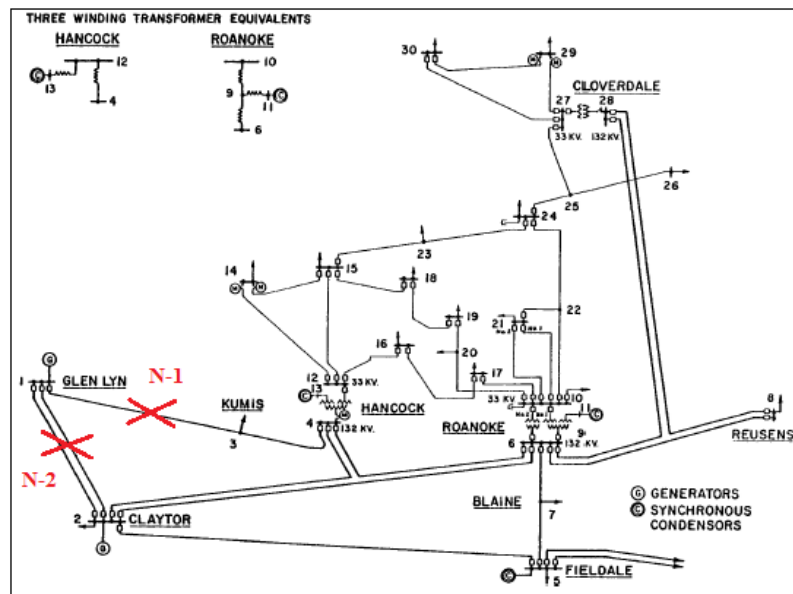 THREE WINDING TRANSFORMER EQUIVALENTS
HANCOCK
ROANOKE
12
C
13
4
10
9
C
11
6
30
29
M
M
CLOVERDALE
27
28
33 KV.
132 KV.
26
25
24
C
23
14
M
M
15
18
19
22
21
16
20
17
12
33 KV.
13
C
HANCOCK
M
4
132 KV.
1
G
GLEN LYN
N-1
KUMIS
3
N-2
33 KV.
10
11
C
ROANOKE
9
6
132 KV.
8
REUSENS
2
CLAYTOR
G
BLAINE
7
G GENERATORS
C SYNCHRONOUS
CONDENSORS
C
5
FIELDALE